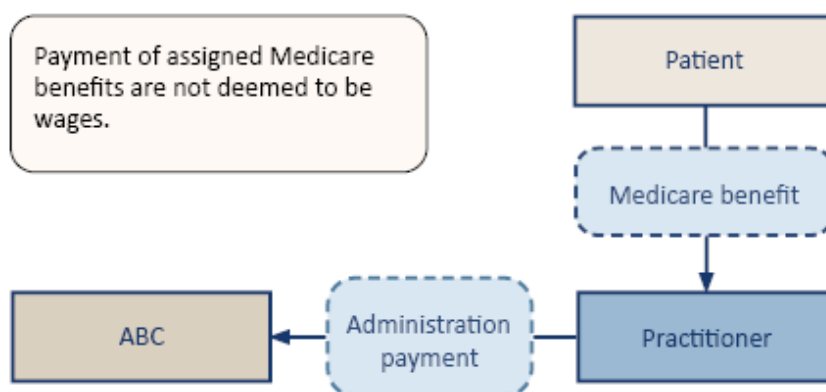 Payment of assigned Medicare
benefits are not deemed to be
wages.
Patient
Medicare benefit
ABC
Administration
payment
Practitioner